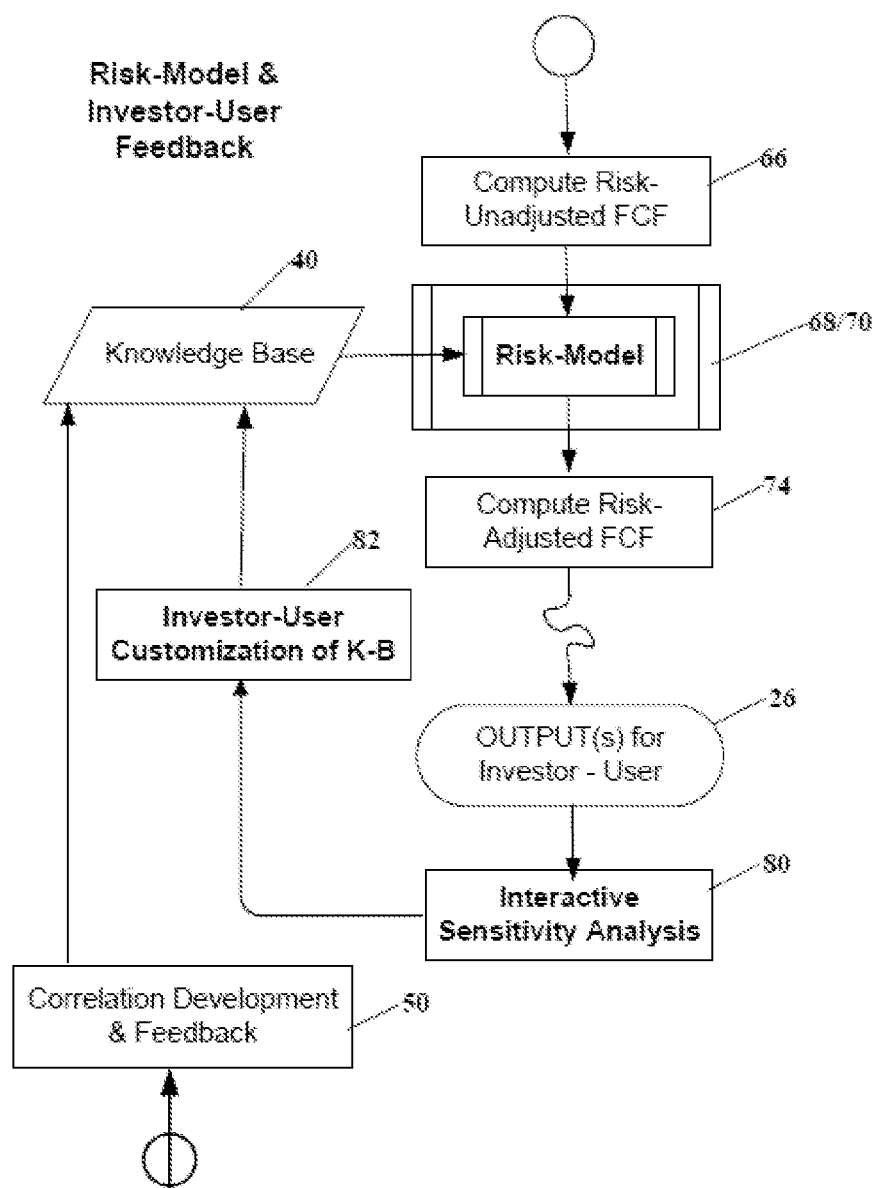 Risk-Model &
Investor-User
Feedback
Compute Risk-
Unadjusted FCF
66
40
Knowledge Base
Risk-Model
68/70
Compute Risk-
Adjusted FCF
74
82
Investor-User
Customization of K-B
OUTPUT(s) for
Investor - User
26
Interactive
Sensitivity Analysis
80
Correlation Development
& Feedback
50